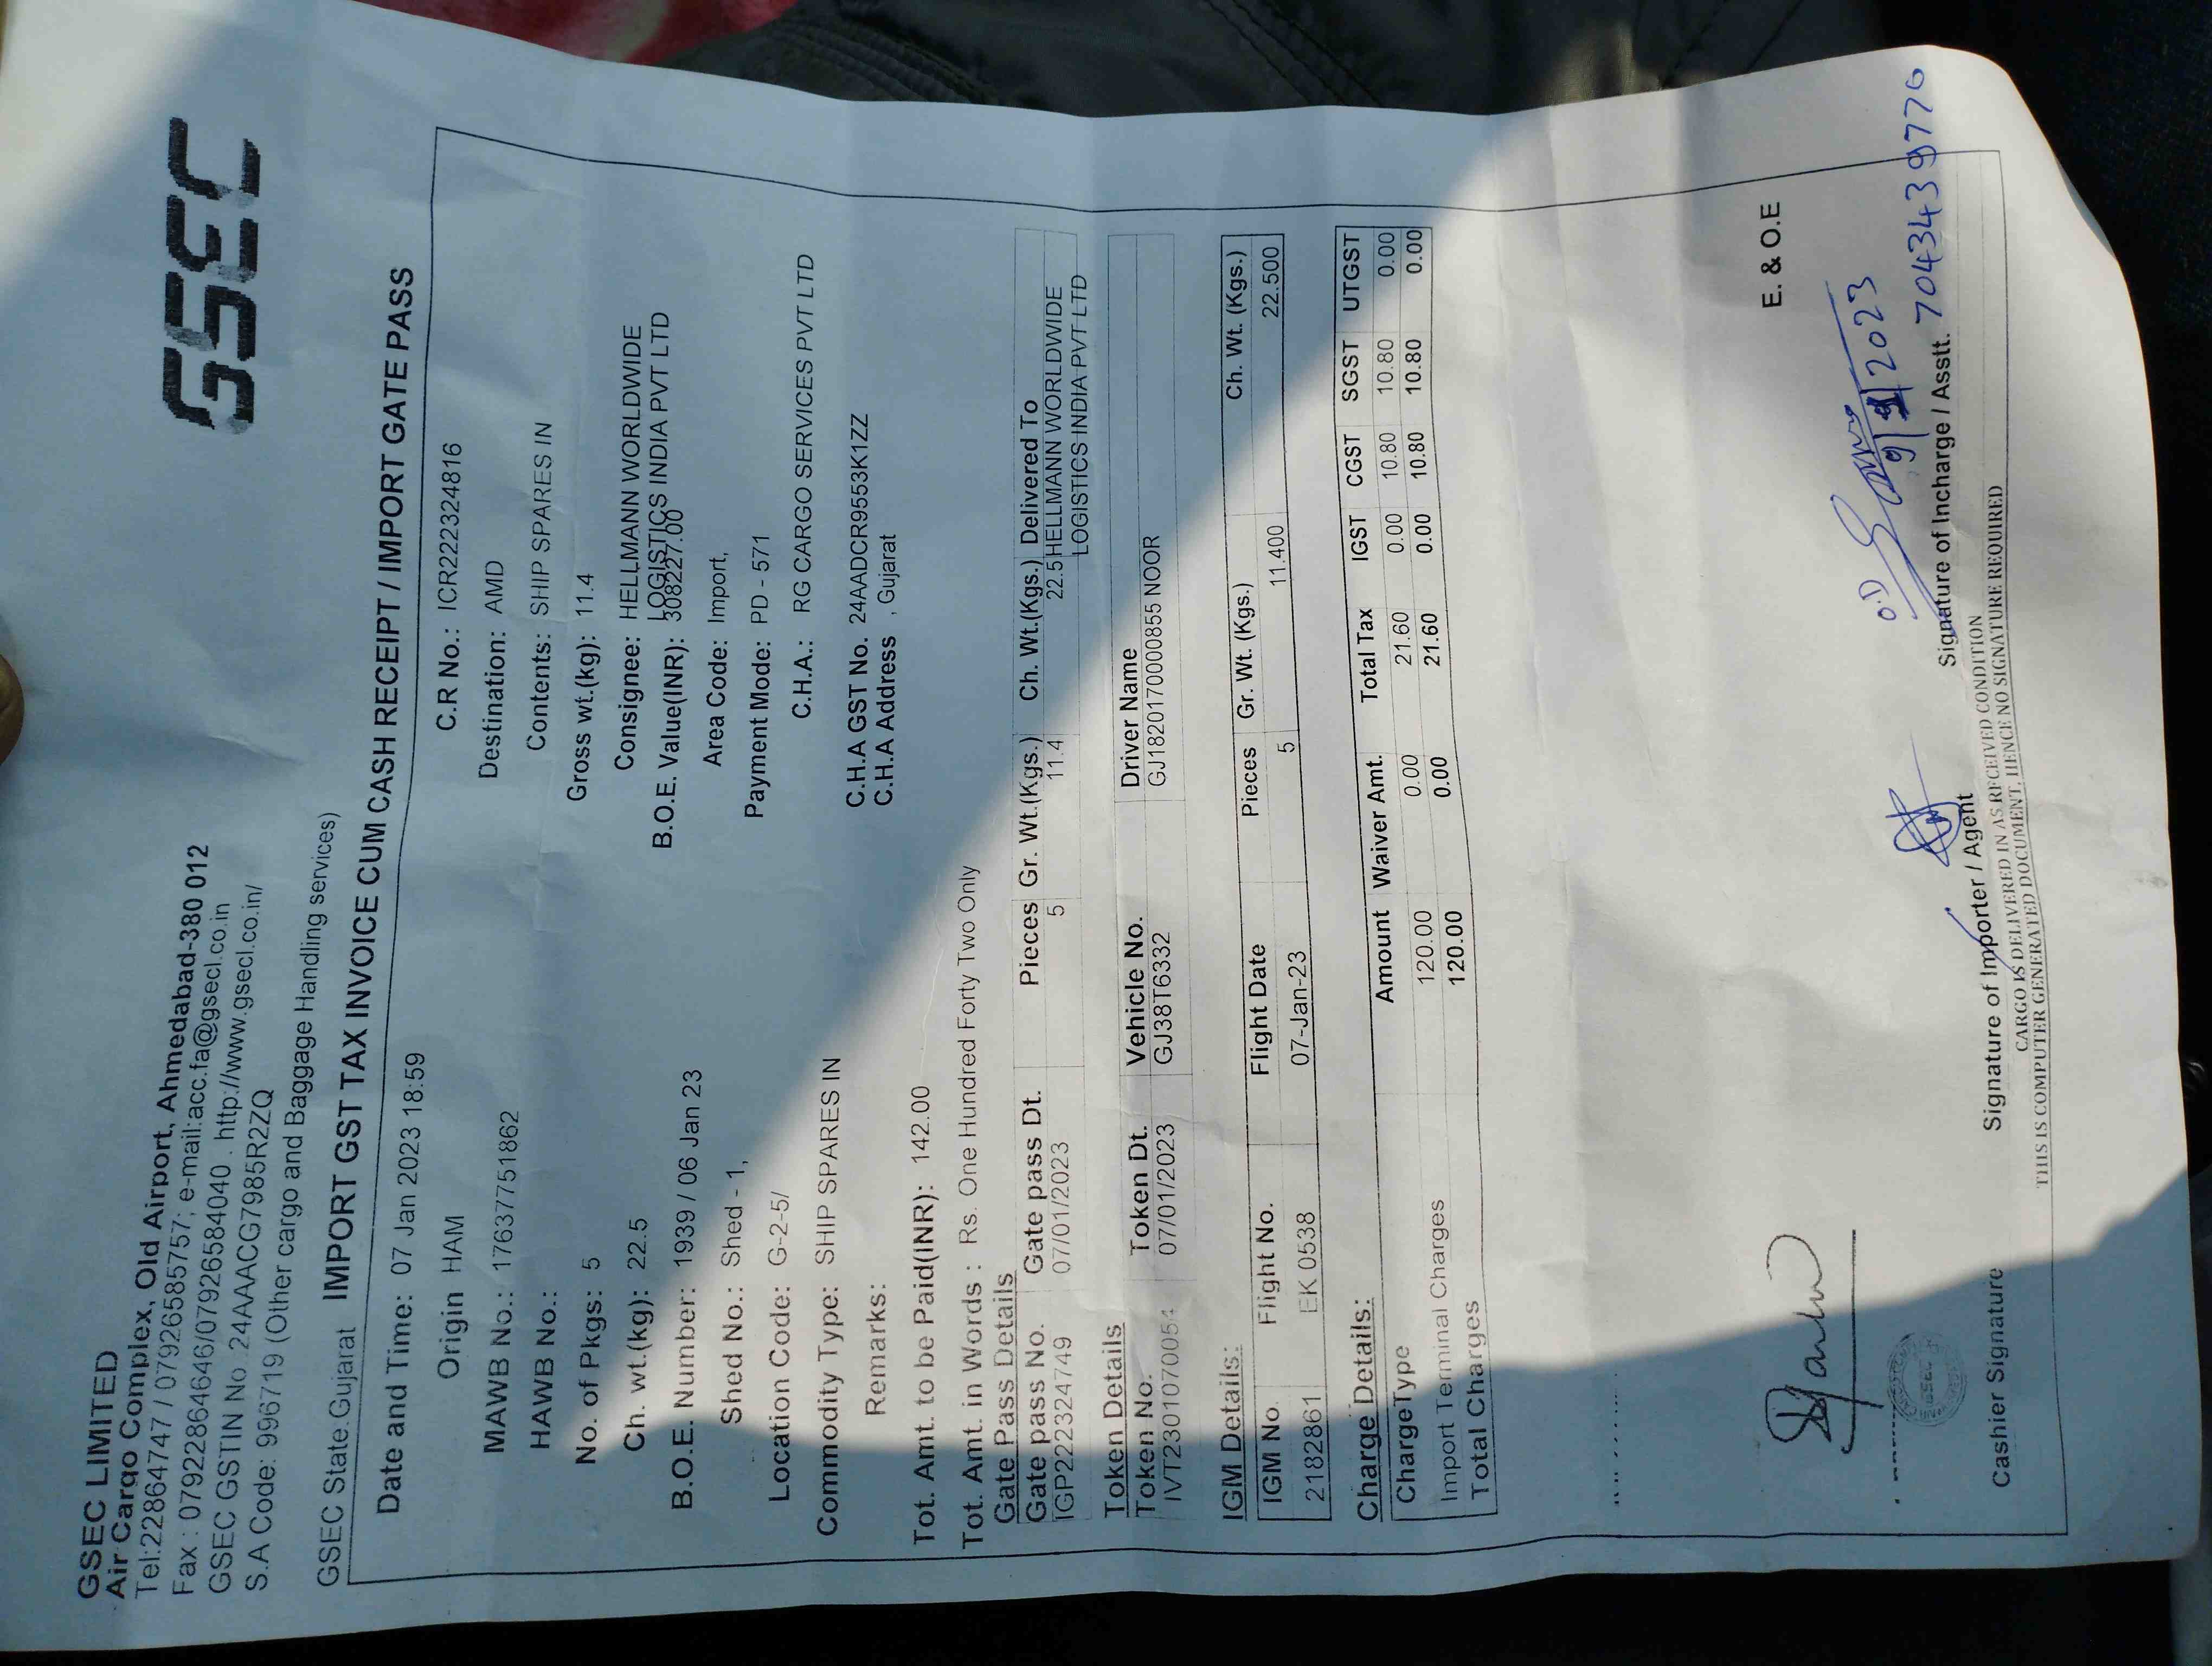 GSEC LIMITED
Air Cargo Complex, Old Airport, Ahmedabad-380 012
Tel:22864747 / 07926585757; e-mail:acc.fa@gsecl.co.in
Fax : 07922864646/07926584040 . http://www.gsecl.co.in/
GSEC GSTIN No 24AAACG7985R2ZQ
S.A Code: 996719 (Other cargo and Baggage Handling services)
GSEC
GSEC State.Gujarat IMPORT GST TAX INVOICE CUM CASH RECEIPT / IMPORT GATE PASS
Date and Time: 07 Jan 2023 18:59 C.R No.: ICR2222324816
Origin HAM Destination: AMD
MAWB No.: 17637751862 Contents: SHIP SPARES IN
HAWB No.: Gross wt.(kg): 11.4
No. of Pkgs: 5 Consignee: HELLMANN WORLDWIDE
LOGISTICS INDIA PVT LTD
Ch. wt.(kg): 22.5 B.O.E. Value(INR): 308227.00
B.O.E. Number: 1939 / 06 Jan 23 Area Code: Import,
Shed No.: Shed - 1, Payment Mode: PD - 571
Location Code: G-2-5/ C.H.A.: RG CARGO SERVICES PVT LTD
Commodity Type: SHIP SPARES IN C.H.A GST No. 24AADCR9553K1ZZ
Remarks: C.H.A Address , Gujarat
Tot. Amt. to be Paid(INR): 142.00
Tot. Amt. in Words : Rs. One Hundred Forty Two Only
Gate Pass Details
Gate pass No. Gate pass Dt. Pieces Gr. Wt.(Kgs.) Ch. Wt.(Kgs.) Delivered To
IGP2222324749 07/01/2023 5 11.4 22.5 HELLMANN WORLDWIDE
LOGISTICS INDIA PVT LTD
Token Details
Token No. Token Dt. Vehicle No. Driver Name
07/01/2023 GJ38T6332 GJ1820170000855 NOOR
IGM Details:
IGM No. Flight No. Flight Date Pieces Gr. Wt. (Kgs.) Ch. Wt. (Kgs.)
2182861 EK 0538 07-Jan-23 5 11.400 22.500
Charge Details:
ChargeType Amount Waiver Amt. Total Tax IGST CGST SGST UTGST
Import Terminal Charges 120.00 0.00 21.60 0.00 10.80 10.80 0.00
Total Charges 120.00 0.00 21.60 0.00 10.80 10.80 0.00
E. & O.E
O.D
2023
7043439776
Cashier Signature Signature of Importer / Agent Signature of Incharge / Asstt.
CARGO IS DELIVERED IN AS RECEIVED CONDITION
THIS IS COMPUTER GENERATED DOCUMENT, HENCE NO SIGNATURE REQUIRED